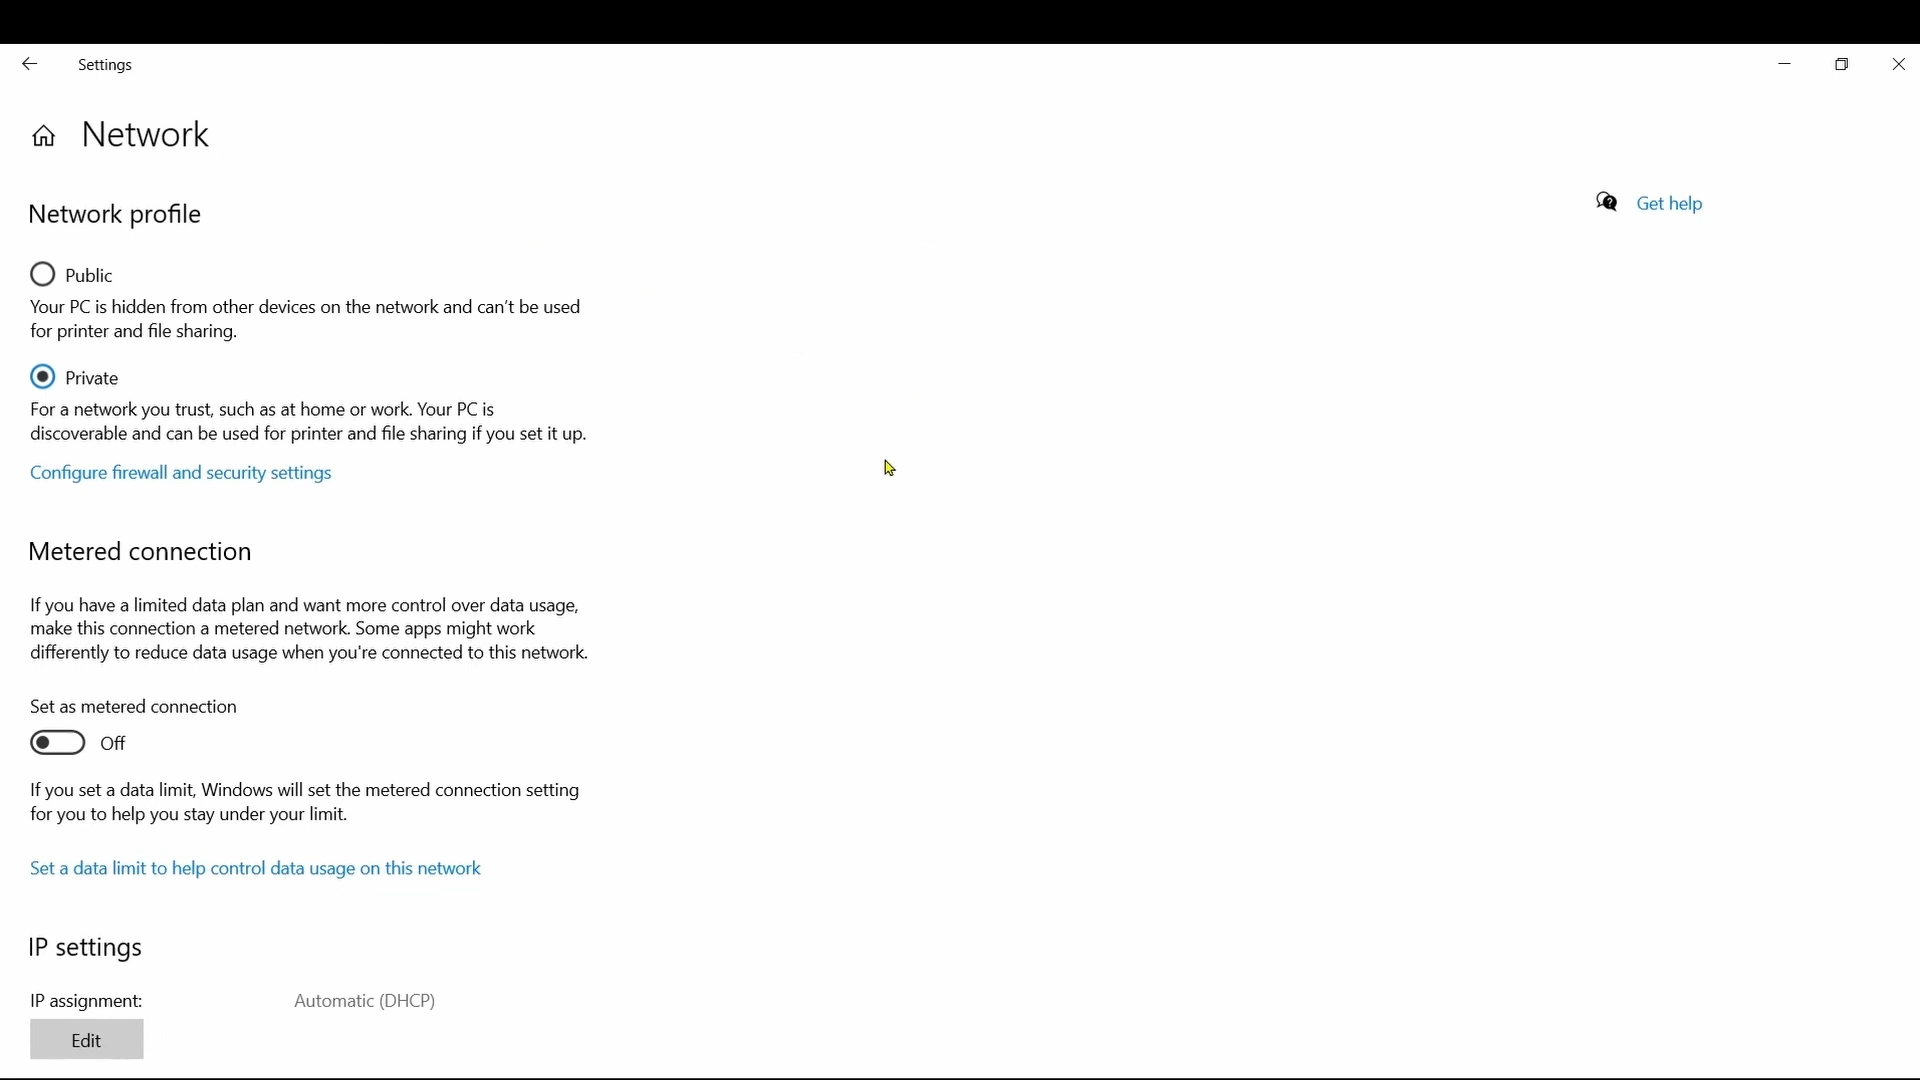 Settings
Network
Get help
Network profile
Public
Your PC is hidden from other devices on the network and can't be used
for printer and file sharing.
Private
For a network you trust, such as at home or work. Your PC is
discoverable and can be used for printer and file sharing if you set it up.
Configure firewall and security settings
Metered connection
If you have a limited data plan and want more control over data usage,
make this connection a metered network. Some apps might work
differently to reduce data usage when you're connected to this network.
Set as metered connection
Off
If you set a data limit, Windows will set the metered connection setting
for you to help you stay under your limit.
Set a data limit to help control data usage on this network
IP settings
IP assignment: Automatic (DHCP)
Edit